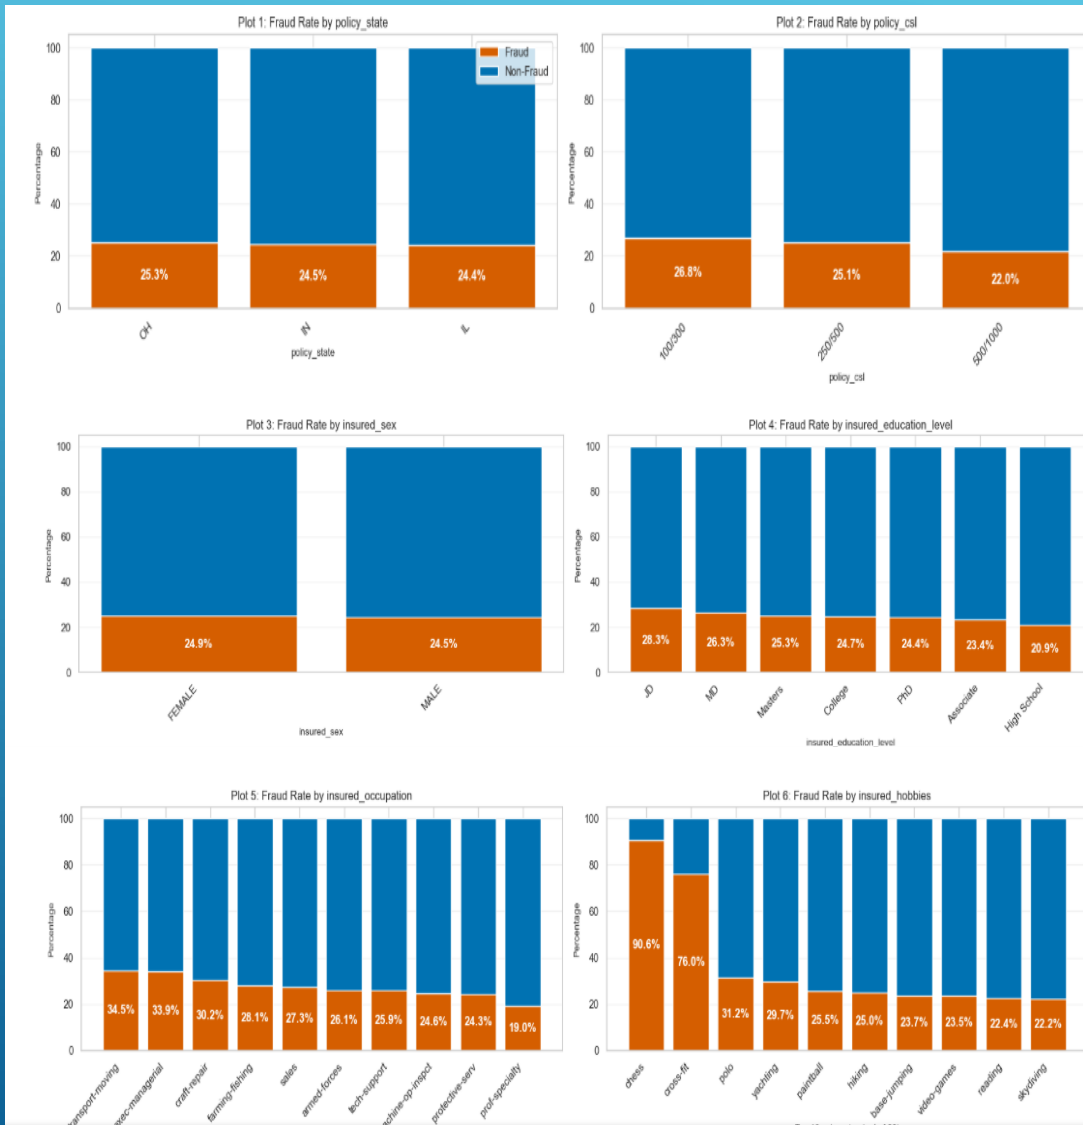 Plot 1: Fraud Rate by policy_state
Percentage
100
80
60
40
20
0
Fraud
Non-Fraud
25.3%
24.5%
24.4%
OH
IN
IL
policy_state
Plot 2: Fraud Rate by policy_csl
Percentage
100
80
60
40
20
0
26.8%
25.1%
22.0%
100/300
250/500
500/1000
policy_csl
Plot 3: Fraud Rate by insured_sex
Percentage
100
80
60
40
20
0
24.9%
24.5%
FEMALE
MALE
insured_sex
Plot 4: Fraud Rate by insured_education_level
Percentage
100
80
60
40
20
0
28.3%
26.3%
25.3%
24.7%
24.4%
23.4%
20.9%
JD
MD
Masters
College
PhD
Associate
High School
insured_education_level
Plot 5: Fraud Rate by insured_occupation
Percentage
100
80
60
40
20
0
34.5%
33.9%
30.2%
28.1%
27.3%
26.1%
25.9%
24.6%
24.3%
19.0%
ransport-moving
exec-managerial
craft-repair
farming-fishing
sales
armed-forces
tech-support
achine-op-inspct
protective-serv
prof-specialty
Plot 6: Fraud Rate by insured_hobbies
Percentage
100
80
60
40
20
0
90.6%
76.0%
31.2%
29.7%
25.5%
25.0%
23.7%
23.5%
22.4%
22.2%
chess
cross-fit
polo
yachting
paintball
hiking
base-jumping
video-games
reading
skydiving